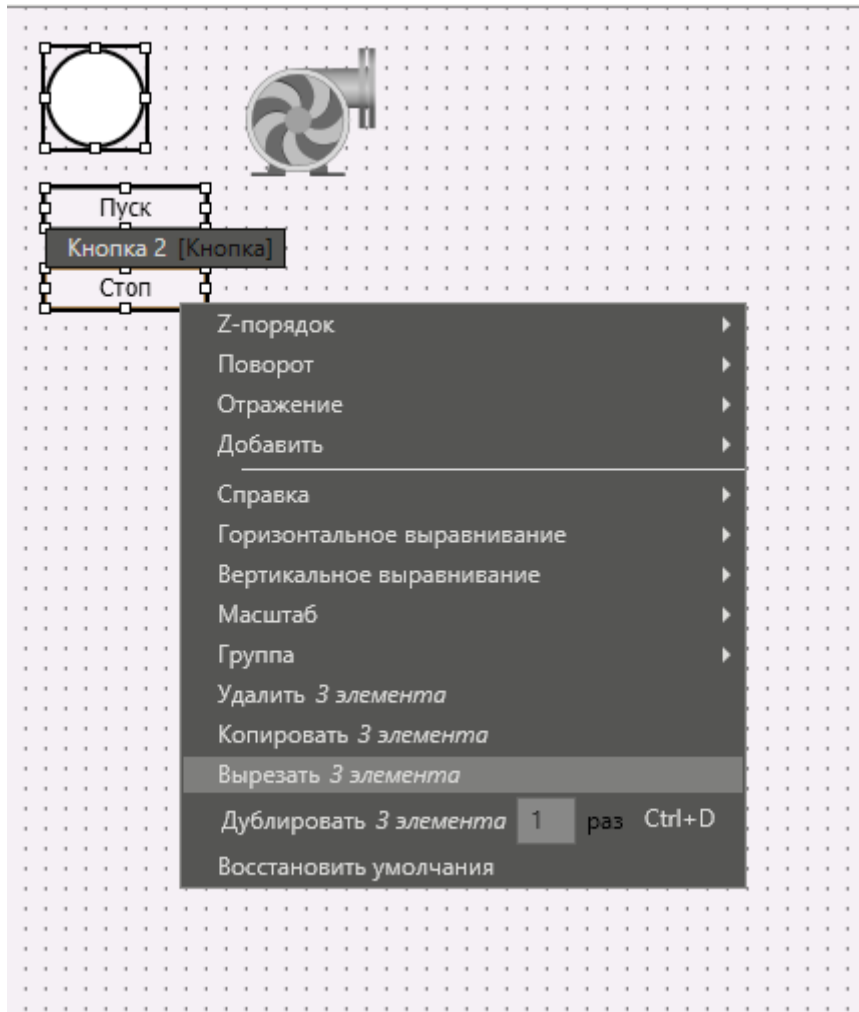 Пуск
Кнопка 2 [Кнопка]
Стоп
Z-порядок
Поворот
Отражение
Добавить
Справка
Горизонтальное выравнивание
Вертикальное выравнивание
Масштаб
Группа
Удалить 3 элемента
Копировать 3 элемента
Вырезать 3 элемента
Дублировать 3 элемента 1 раз Ctrl+D
Восстановить умолчания